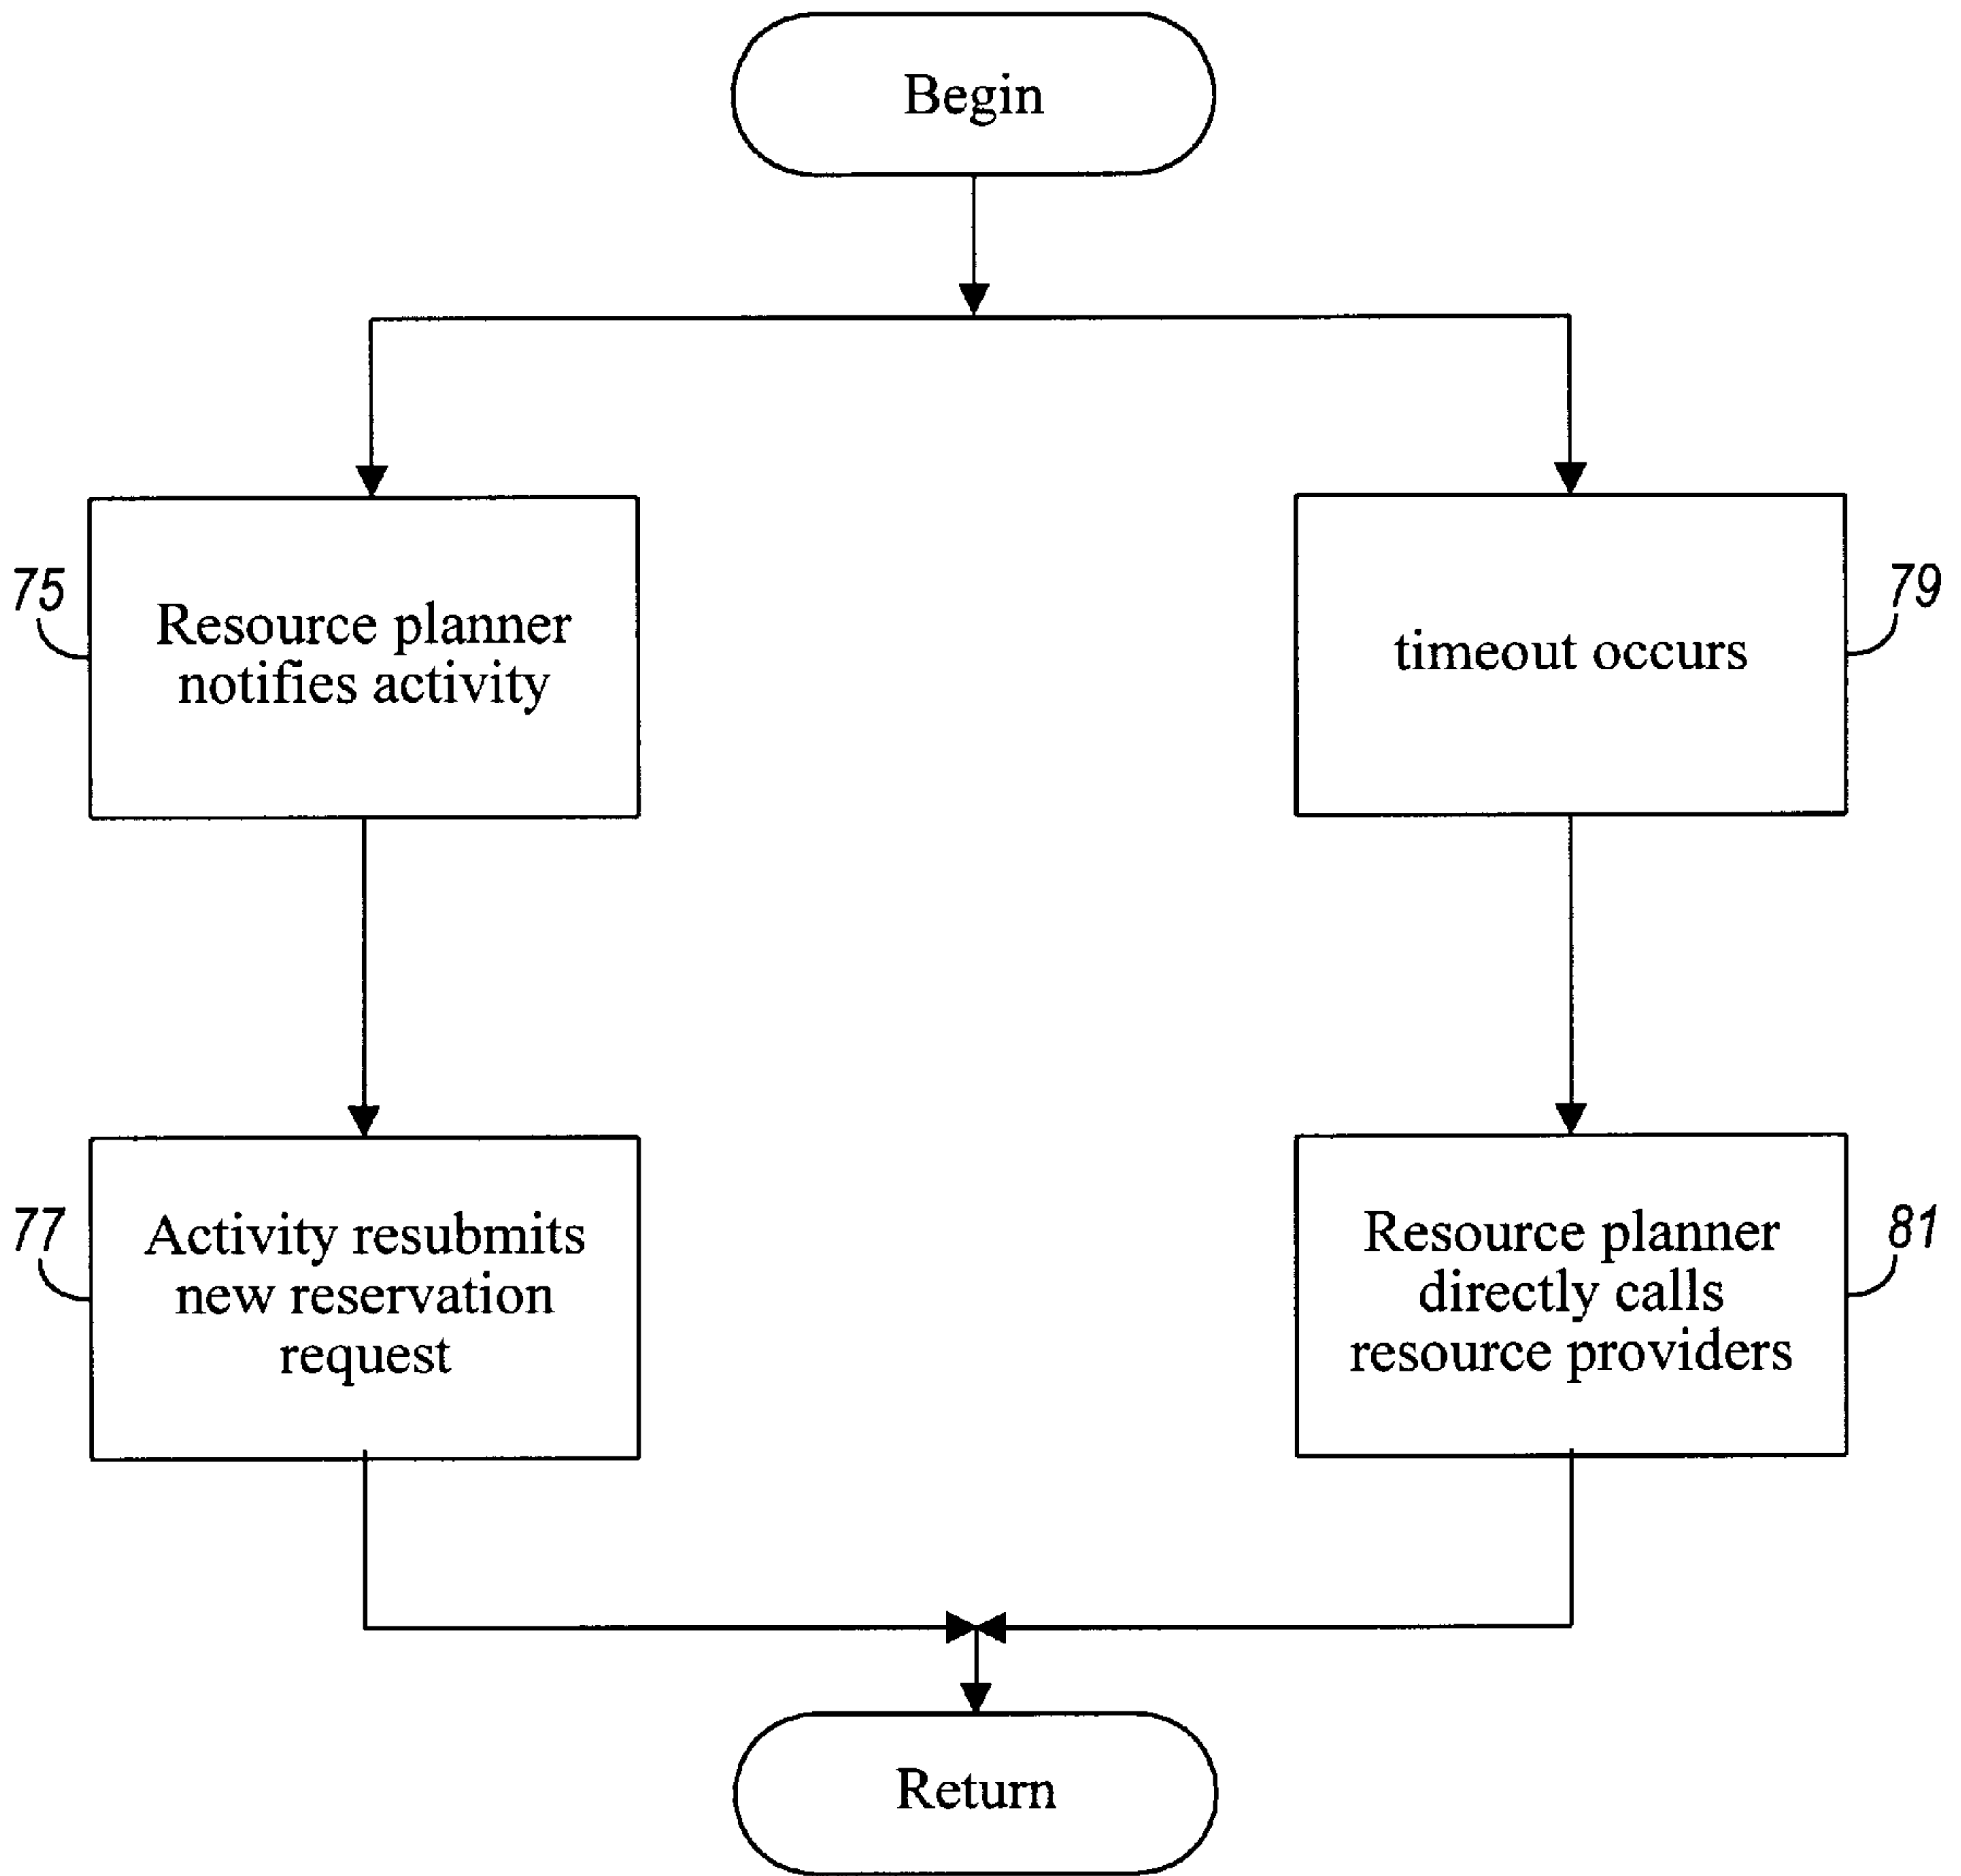 Begin
75
Resource planner
notifies activity
79
timeout occurs
77
Activity resubmits
new reservation
request
81
Resource planner
directly calls
resource providers
Return